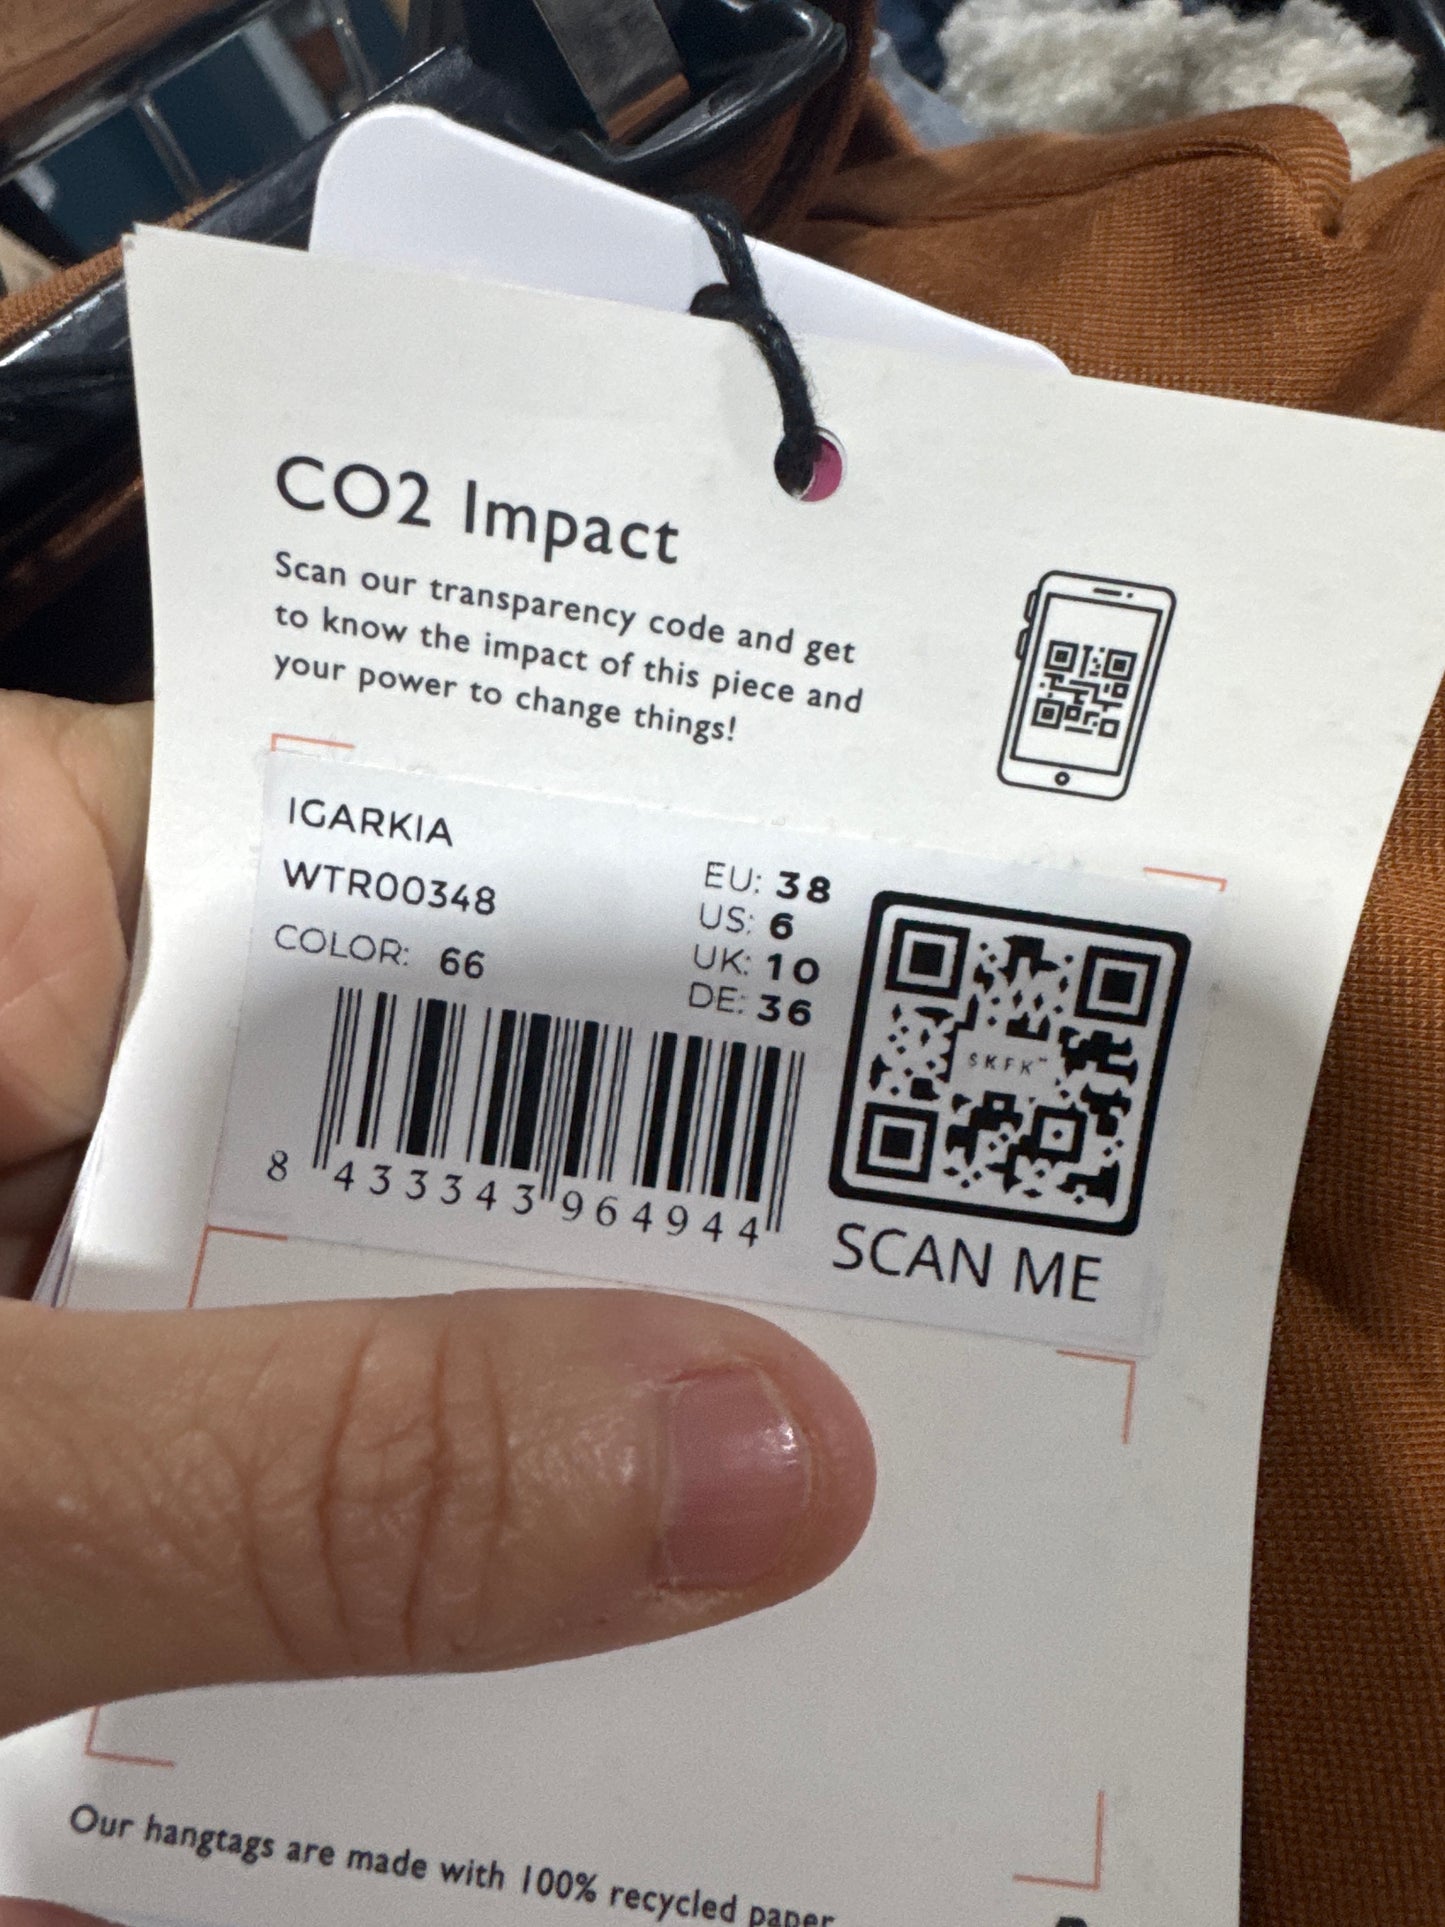 CO2 Impact
Scan our transparency code and get
to know the impact of this piece and
your power to change things!
IGARKIA
WTR00348
COLOR: 66
EU: 38
US: 6
UK: 10
DE: 36
SKFK™
8 433343 964944
SCAN ME
Our hangtags are made with 100% recycled paper